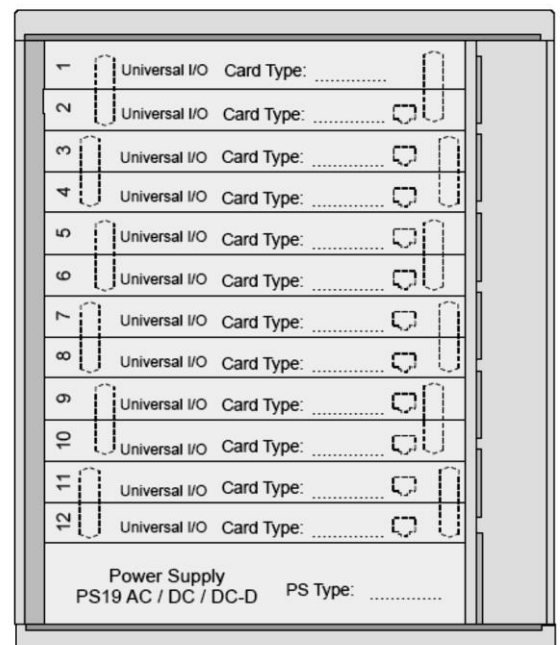 1 Universal I/O Card Type: ................
2 Universal I/O Card Type: ................
3 Universal I/O Card Type: ................
4 Universal I/O Card Type: ................
5 Universal I/O Card Type: ................
6 Universal I/O Card Type: ................
7 Universal I/O Card Type: ................
8 Universal I/O Card Type: ................
9 Universal I/O Card Type: ................
10 Universal I/O Card Type: ................
11 Universal I/O Card Type: ................
12 Universal I/O Card Type: ................
Power Supply
PS19 AC / DC / DC-D PS Type: ................